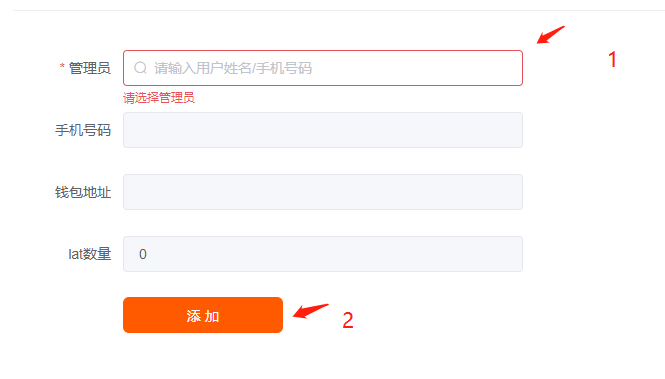 1
* 管理员 请输入用户姓名/手机号码
请选择管理员
手机号码
钱包地址
lat数量 0
添 加
2